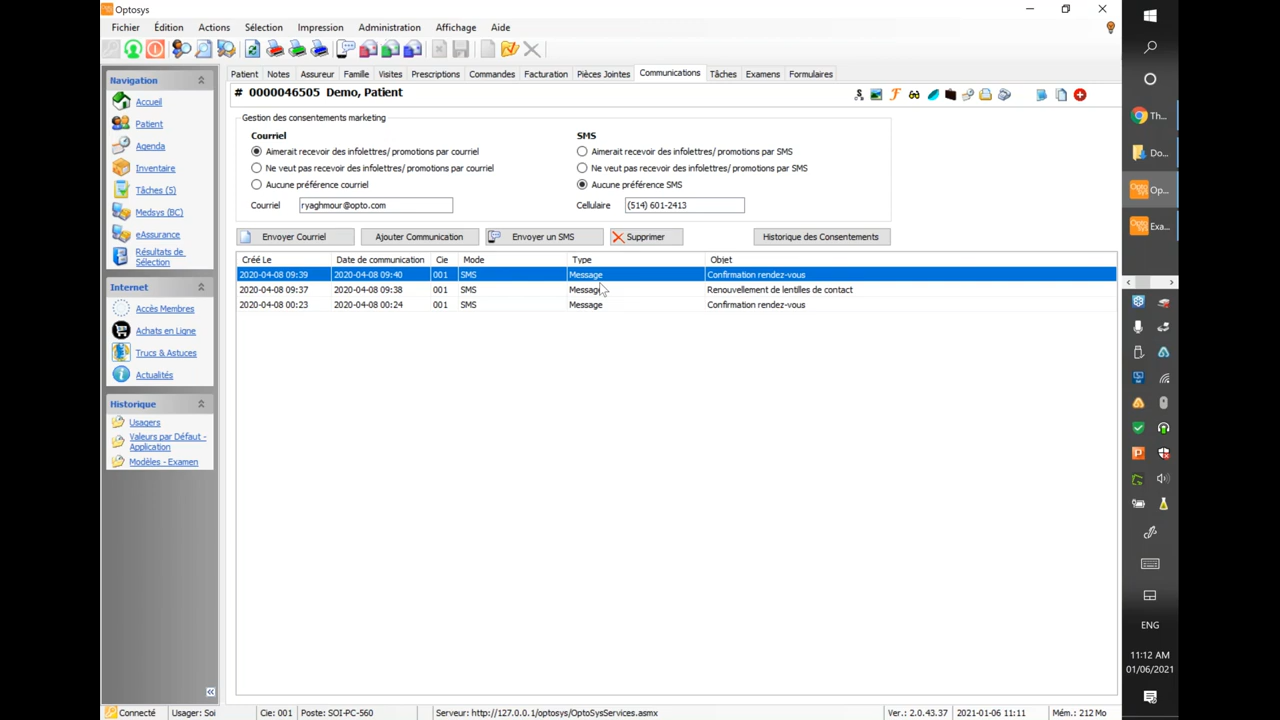 Optosys
Fichier Édition Actions Sélection Impression Administration Affichage Aide
Navigation
Accueil
Patient
Agenda
Inventaire
Tâches (5)
Medsys (BC)
eAssurance
Résultats de
Sélection
Internet
Accès Membres
Achats en Ligne
Trucs & Astuces
Actualités
Historique
Usagers
Valeurs par Défaut -
Application
Modèles - Examen
Patient Notes Assureur Famille Visites Prescriptions Commandes Facturation Pièces Jointes Communications Tâches Examens Formulaires
# 0000046505 Demo, Patient
Gestion des consentements marketing
Courriel SMS
Aimerait recevoir des infolettres/ promotions par courriel Aimerait recevoir des infolettres/ promotions par SMS
Ne veut pas recevoir des infolettres/ promotions par courriel Ne veut pas recevoir des infolettres/ promotions par SMS
Aucune préférence courriel Aucune préférence SMS
Courriel ryaghmour@opto.com Cellulaire (514) 601-2413
Envoyer Courriel Ajouter Communication Envoyer un SMS Supprimer Historique des Consentements
Créé Le Date de communication Cie Mode Type Objet
2020-04-08 09:39 2020-04-08 09:40 001 SMS Message Confirmation rendez-vous
2020-04-08 09:37 2020-04-08 09:38 001 SMS Message Renouvellement de lentilles de contact
2020-04-08 00:23 2020-04-08 00:24 001 SMS Message Confirmation rendez-vous
Connecté Usager: Soi Cie: 001 Poste: SOI-PC-560 Serveur: http://127.0.0.1/optosys/OptoSysServices.asmx Ver.: 2.0.43.37 2021-01-06 11:11 Mém.: 212 Mo
Th...
Do...
Op...
Exa...
ENG
11:12 AM
01/06/2021